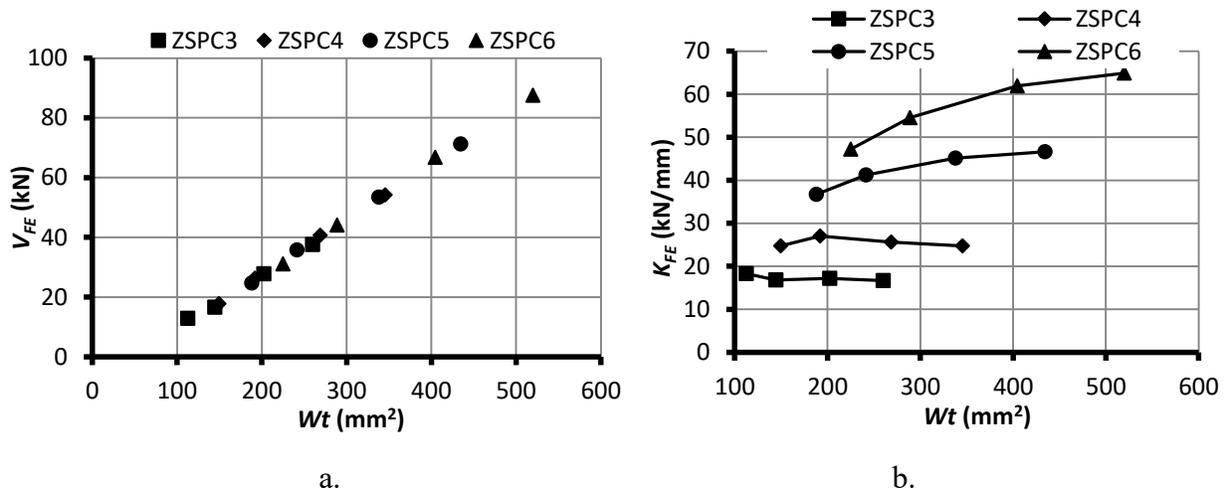 ZSPC3 ZSPC4 ZSPC5 ZSPC6
100
80
60
40
20
0
V_FE (kN)
0 100 200 300 400 500 600
Wt (mm²)
a.
ZSPC3 ZSPC4
ZSPC5 ZSPC6
70
60
50
40
30
20
10
0
K_FE (kN/mm)
100 200 300 400 500 600
Wt (mm²)
b.